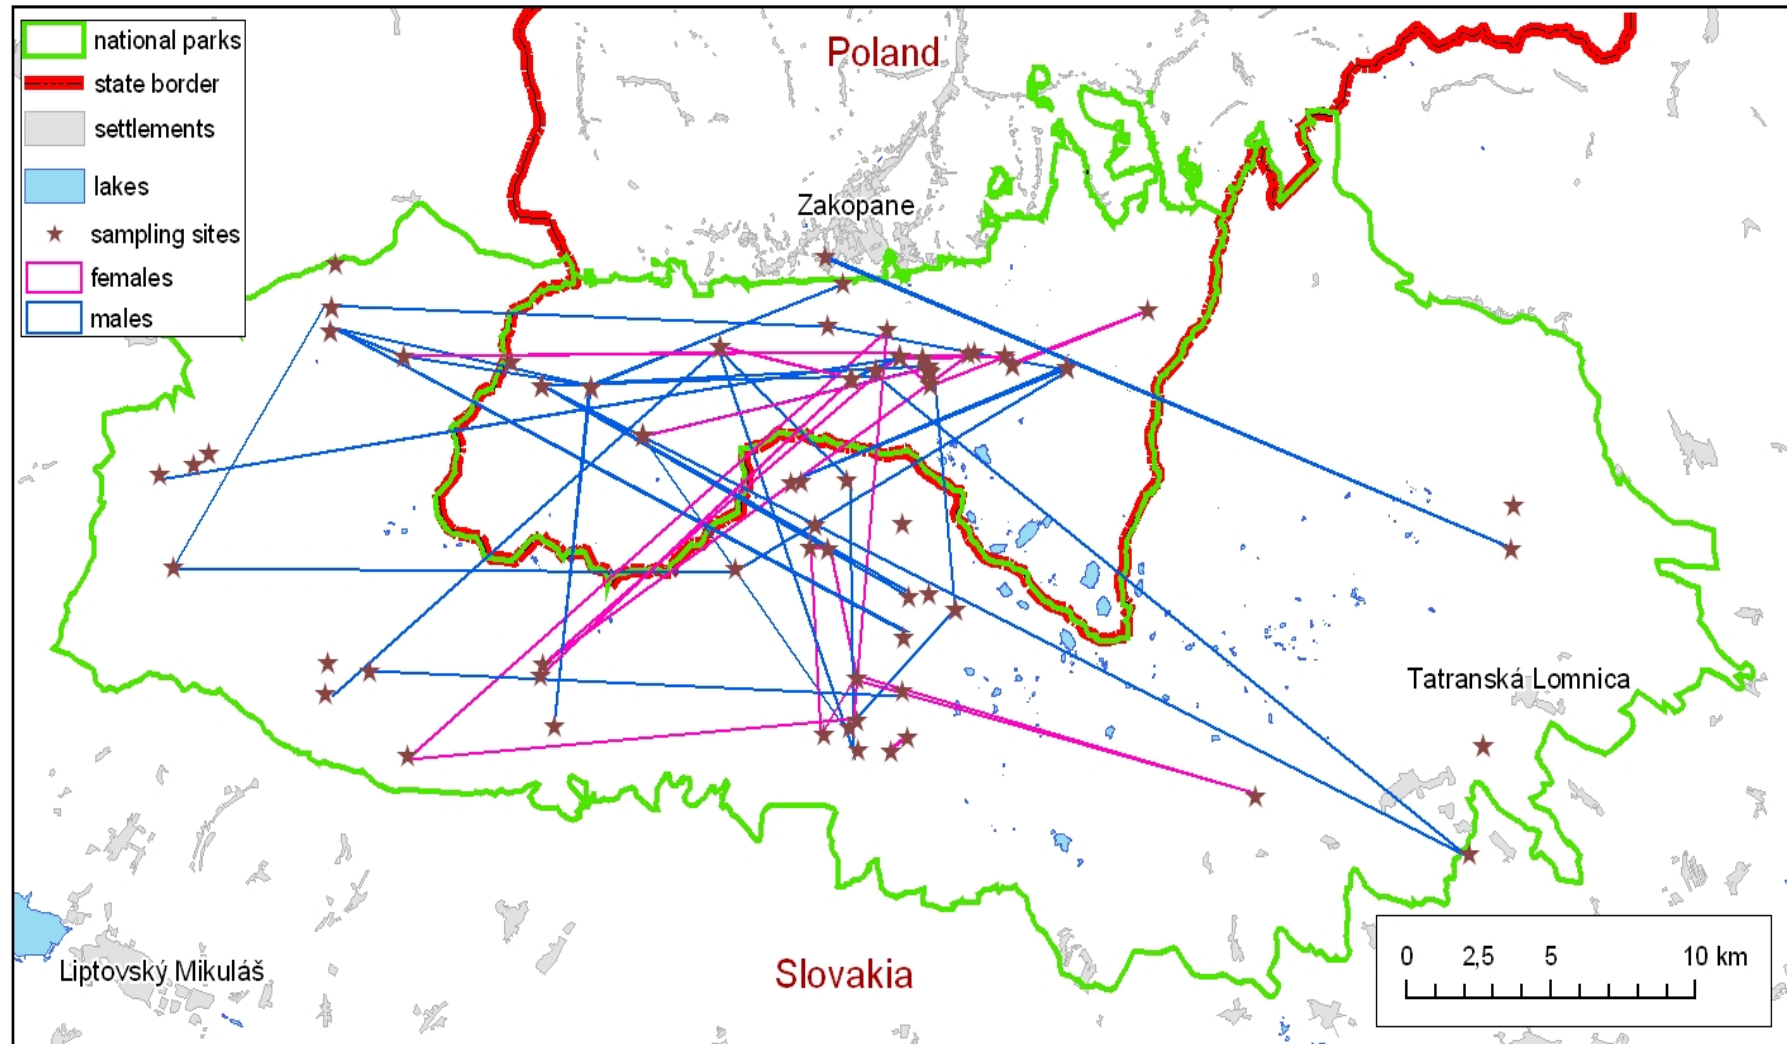 national parks
state border
settlements
lakes
sampling sites
females
males
Poland
Zakopane
Tatranská Lomnica
Liptovský Mikuláš
Slovakia
0 2,5 5 10 km